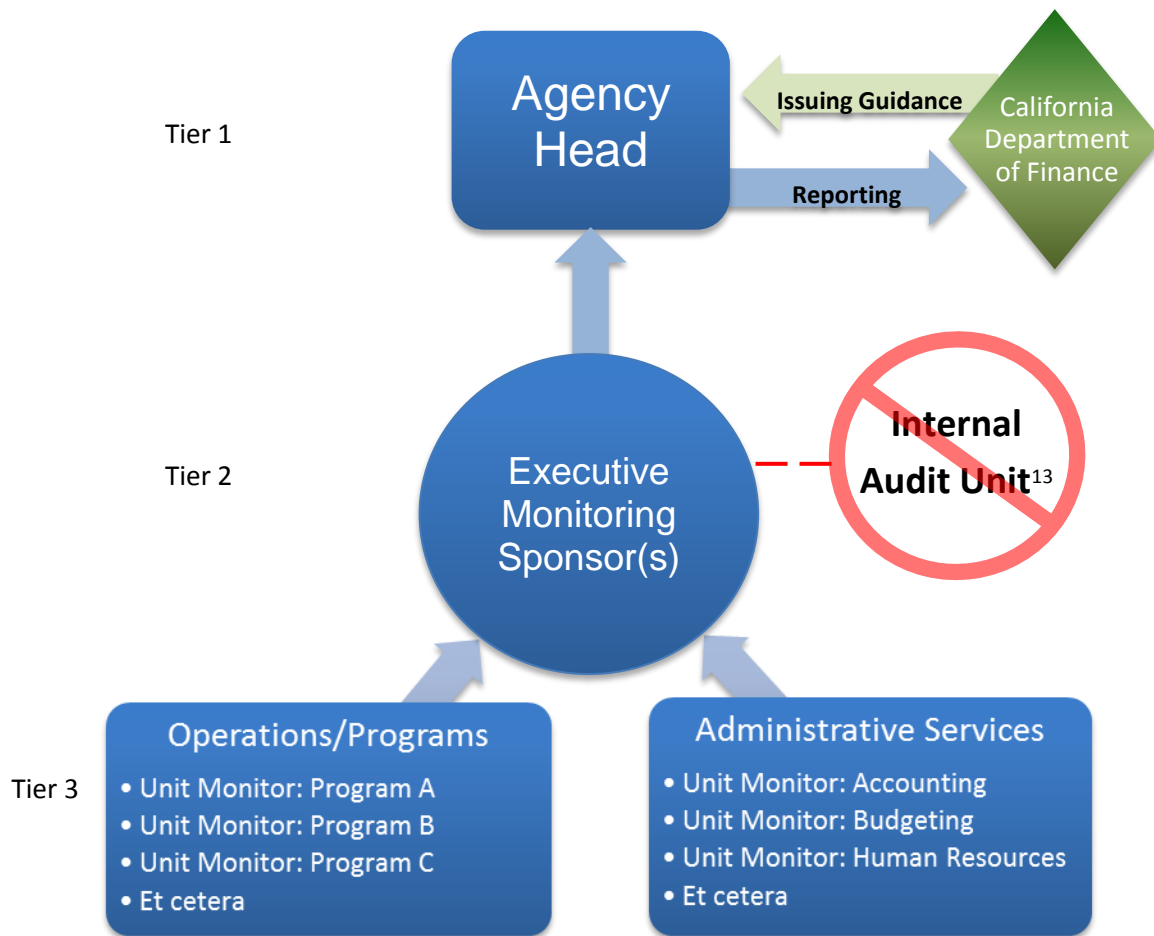 Agency
Head
Issuing Guidance
California
Department
of Finance
Tier 1
Reporting
Internal
Audit Unit13
Tier 2
Executive
Monitoring
Sponsor(s)
Tier 3
Operations/Programs
• Unit Monitor: Program A
• Unit Monitor: Program B
• Unit Monitor: Program C
• Et cetera
Administrative Services
• Unit Monitor: Accounting
• Unit Monitor: Budgeting
• Unit Monitor: Human Resources
• Et cetera